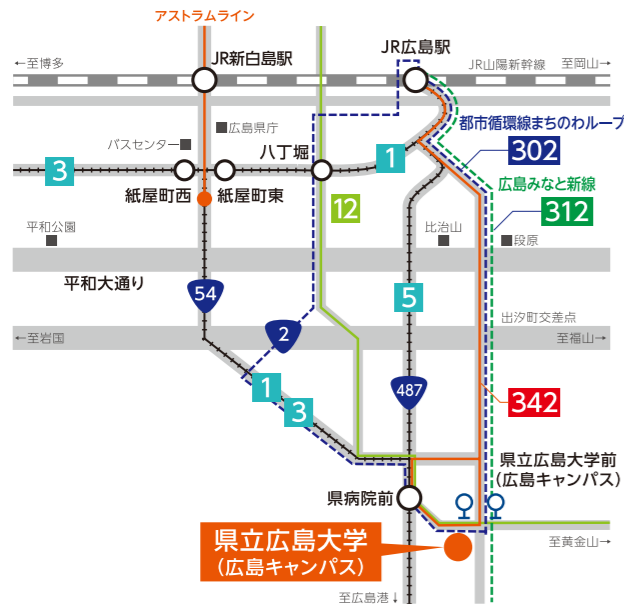 アストラムライン
←至博多
JR新白島駅
JR広島駅
JR山陽新幹線
至岡山→
■広島県庁
バスセンター■
八丁堀
都市循環線まちのわループ
302
3
1
紙屋町西
紙屋町東
12
広島みなと新線
312
平和公園
比治山
■段原
平和大通り
54
5
出汐町交差点
←至岩国
2
至福山→
1
3
487
342
県立広島大学前
(広島キャンパス)
県病院前
県立広島大学
(広島キャンパス)
至黄金山→
至広島港↓